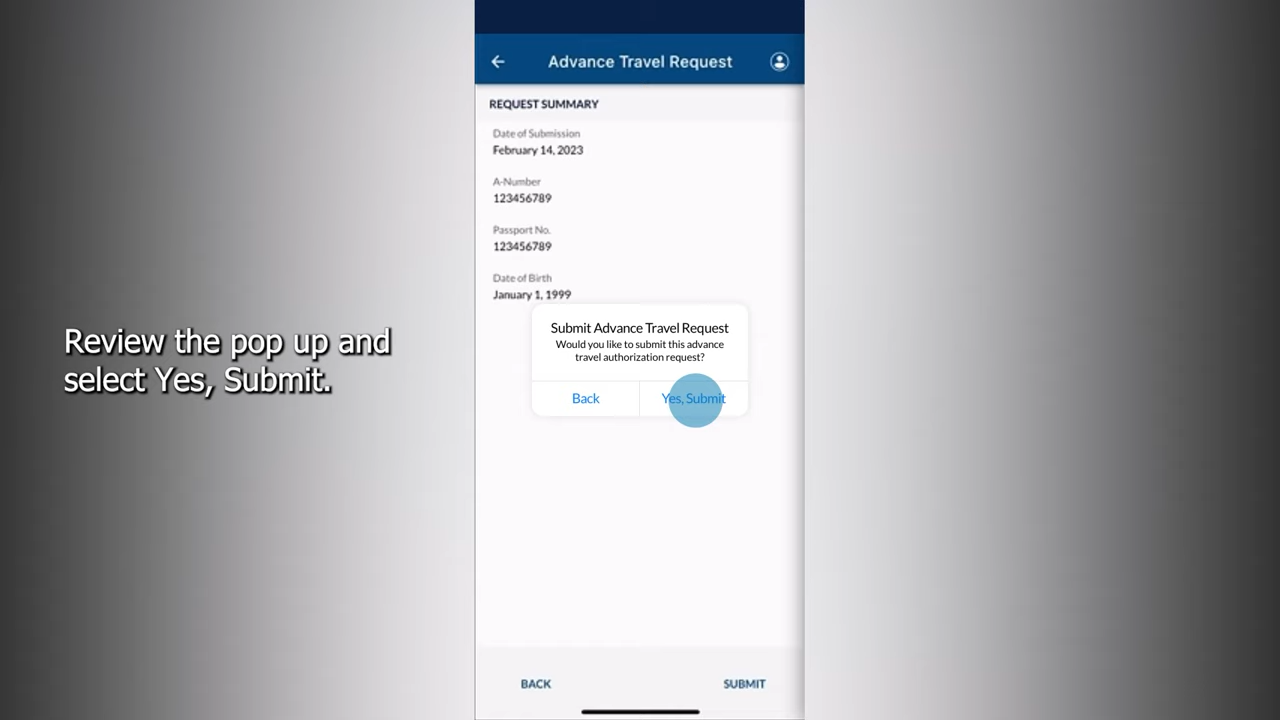 Review the pop up and
select Yes, Submit.
Advance Travel Request
REQUEST SUMMARY
Date of Submission
February 14, 2023
A-Number
123456789
Passport No.
123456789
Date of Birth
January 1, 1999
Submit Advance Travel Request
Would you like to submit this advance
travel authorization request?
Back
Yes, Submit
BACK
SUBMIT